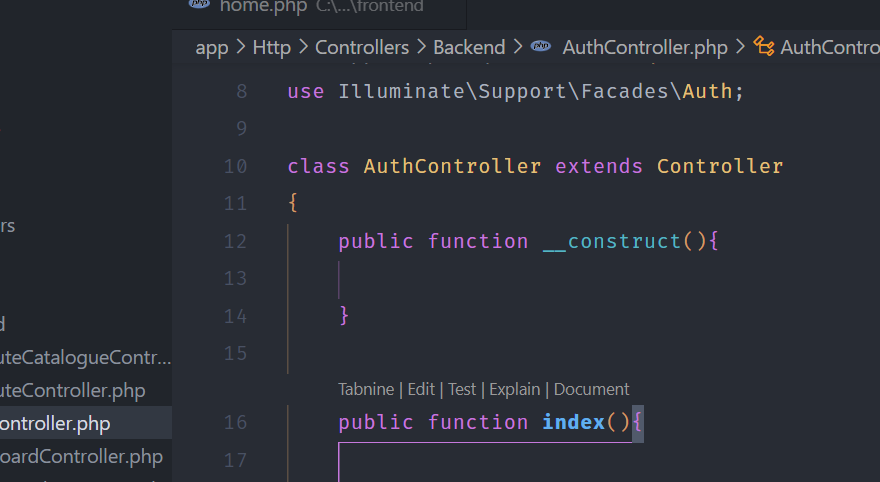 home.php C:\...\frontend
app > Http > Controllers > Backend > php AuthController.php > AuthContro
8 use Illuminate\Support\Facades\Auth;
9
10 class AuthController extends Controller
11 {
12 public function __construct(){
13
14 }
15
Tabnine | Edit | Test | Explain | Document
16 public function index(){
17
rs
d
uteCatalogueContr...
uteController.php
ontroller.php
oardController.php